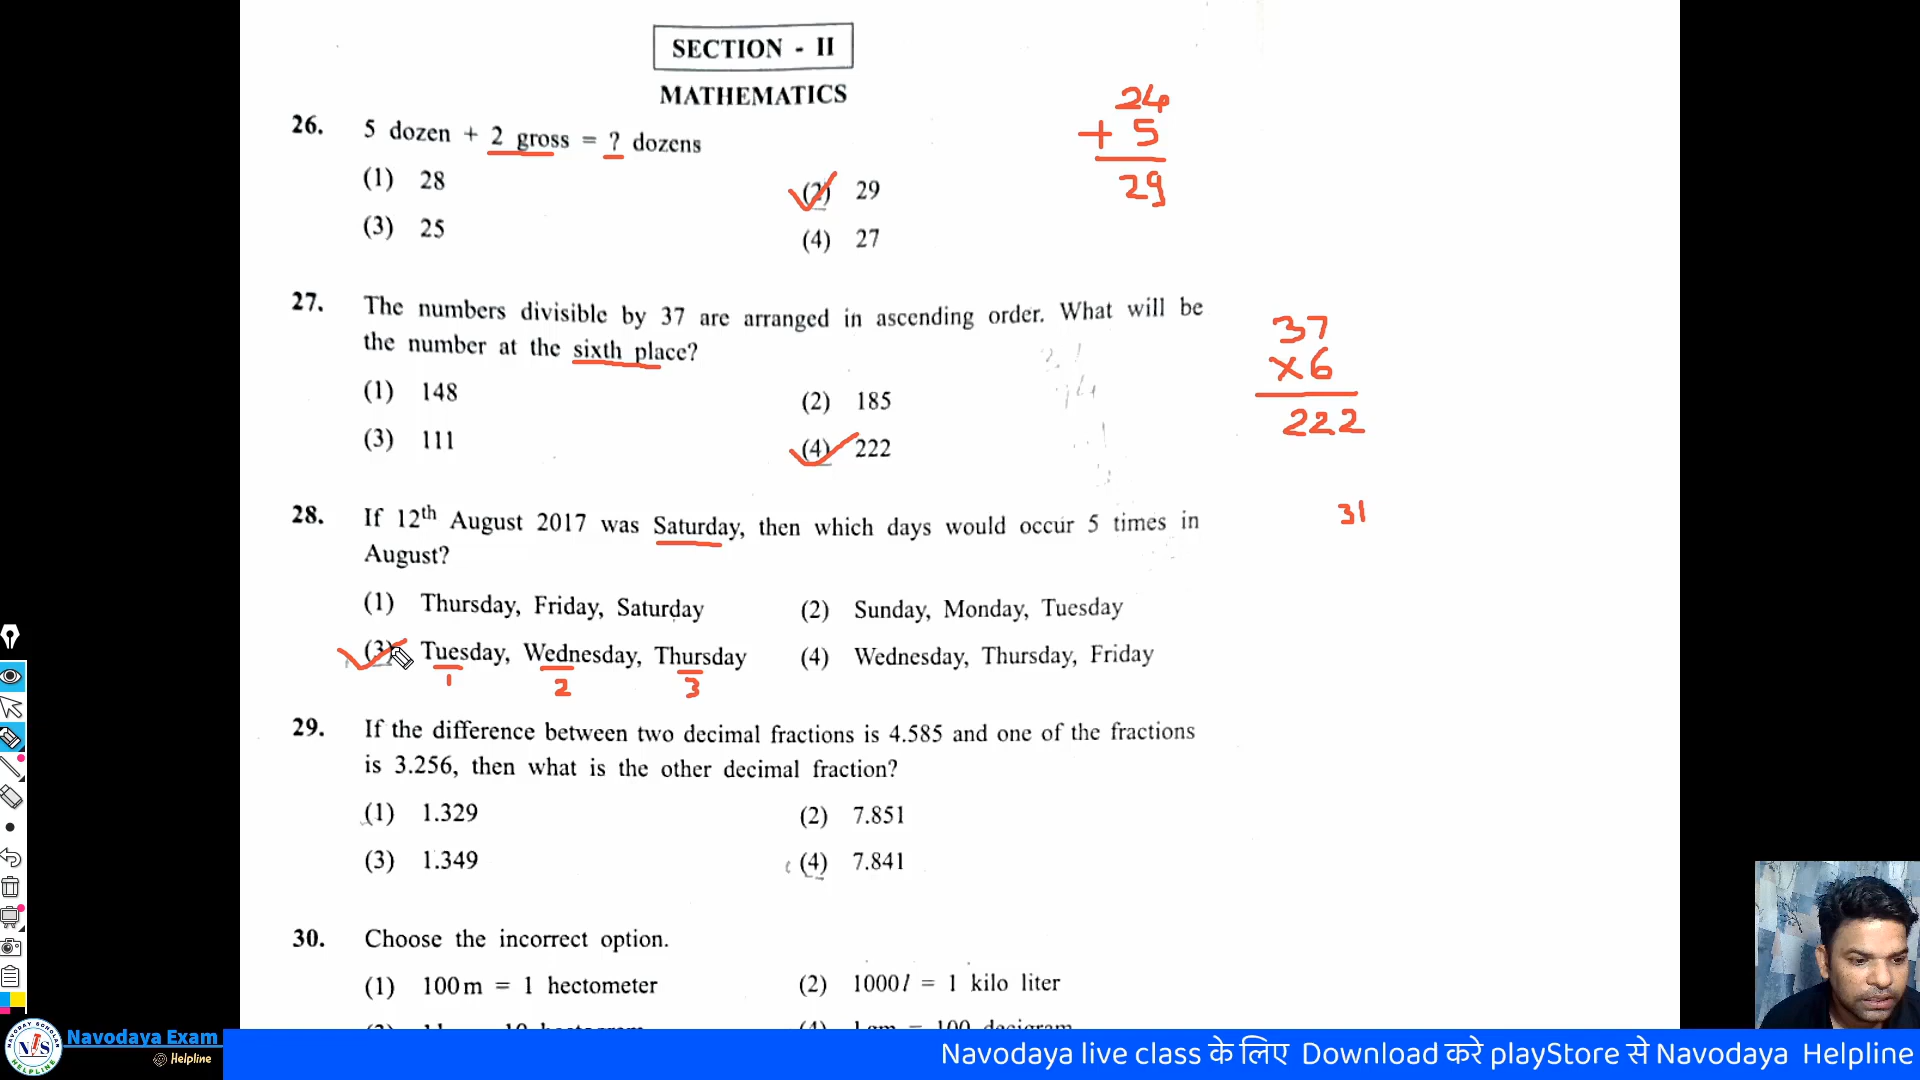 SECTION - II
MATHEMATICS
26. 5 dozen + 2 gross = ? dozens
(1) 28
(2) 29
(3) 25
(4) 27
24
+ 5
29
27. The numbers divisible by 37 are arranged in ascending order. What will be
the number at the sixth place?
(1) 148
(2) 185
(3) 111
(4) 222
37
×6
222
28. If 12th August 2017 was Saturday, then which days would occur 5 times in
August?
31
(1) Thursday, Friday, Saturday
(2) Sunday, Monday, Tuesday
(3) Tuesday, Wednesday, Thursday
(4) Wednesday, Thursday, Friday
1 2 3
29. If the difference between two decimal fractions is 4.585 and one of the fractions
is 3.256, then what is the other decimal fraction?
(1) 1.329
(2) 7.851
(3) 1.349
(4) 7.841
30. Choose the incorrect option.
(1) 100 m = 1 hectometer
(2) 1000 l = 1 kilo liter
(4) 1 gm = 100 decigram
Navodaya Exam
Helpline
Navodaya live class के लिए Download करे playStore से Navodaya Helpline